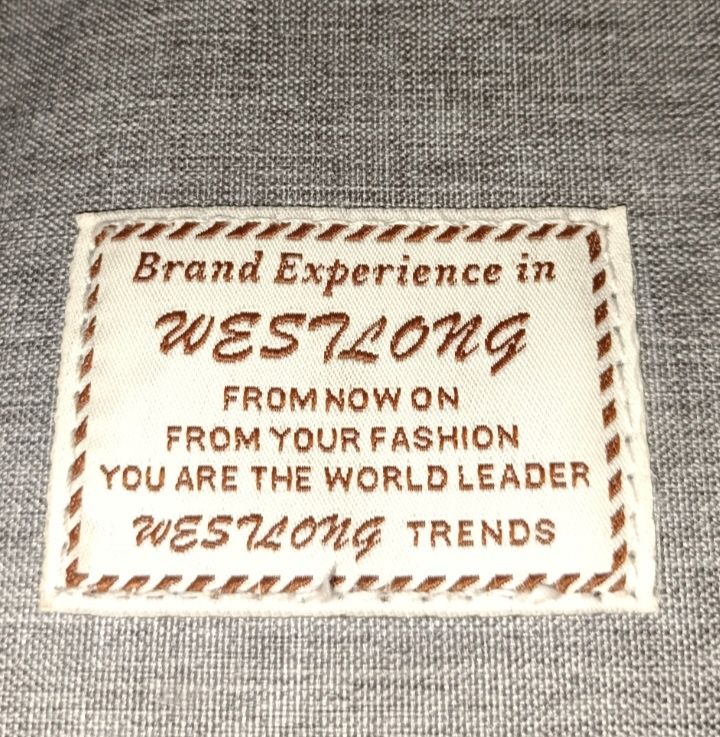 Brand Experience in
WESTLONG
FROM NOW ON
FROM YOUR FASHION
YOU ARE THE WORLD LEADER
WESTLONG TRENDS